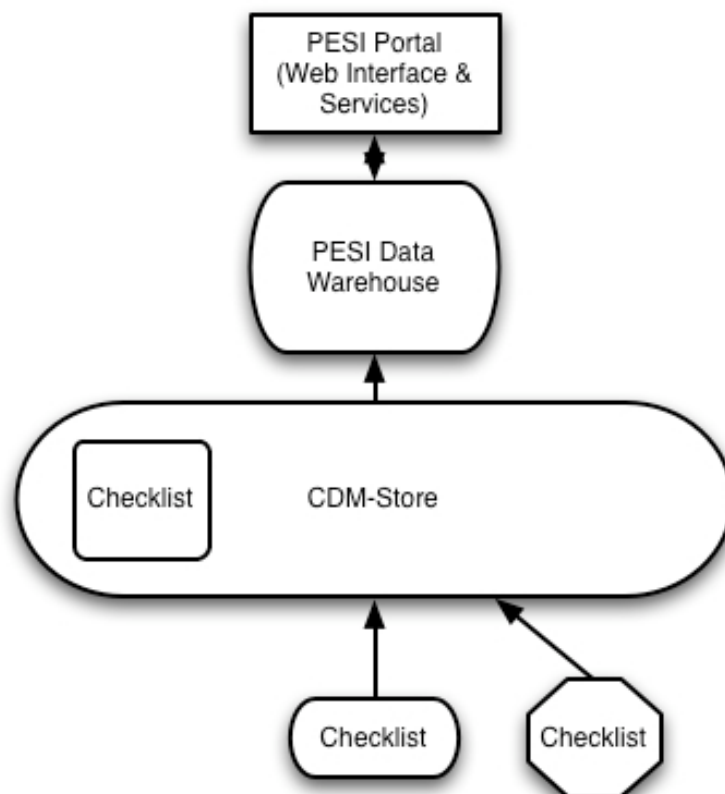 PESI Portal
(Web Interface &
Services)
PESI Data
Warehouse
Checklist
CDM-Store
Checklist
Checklist